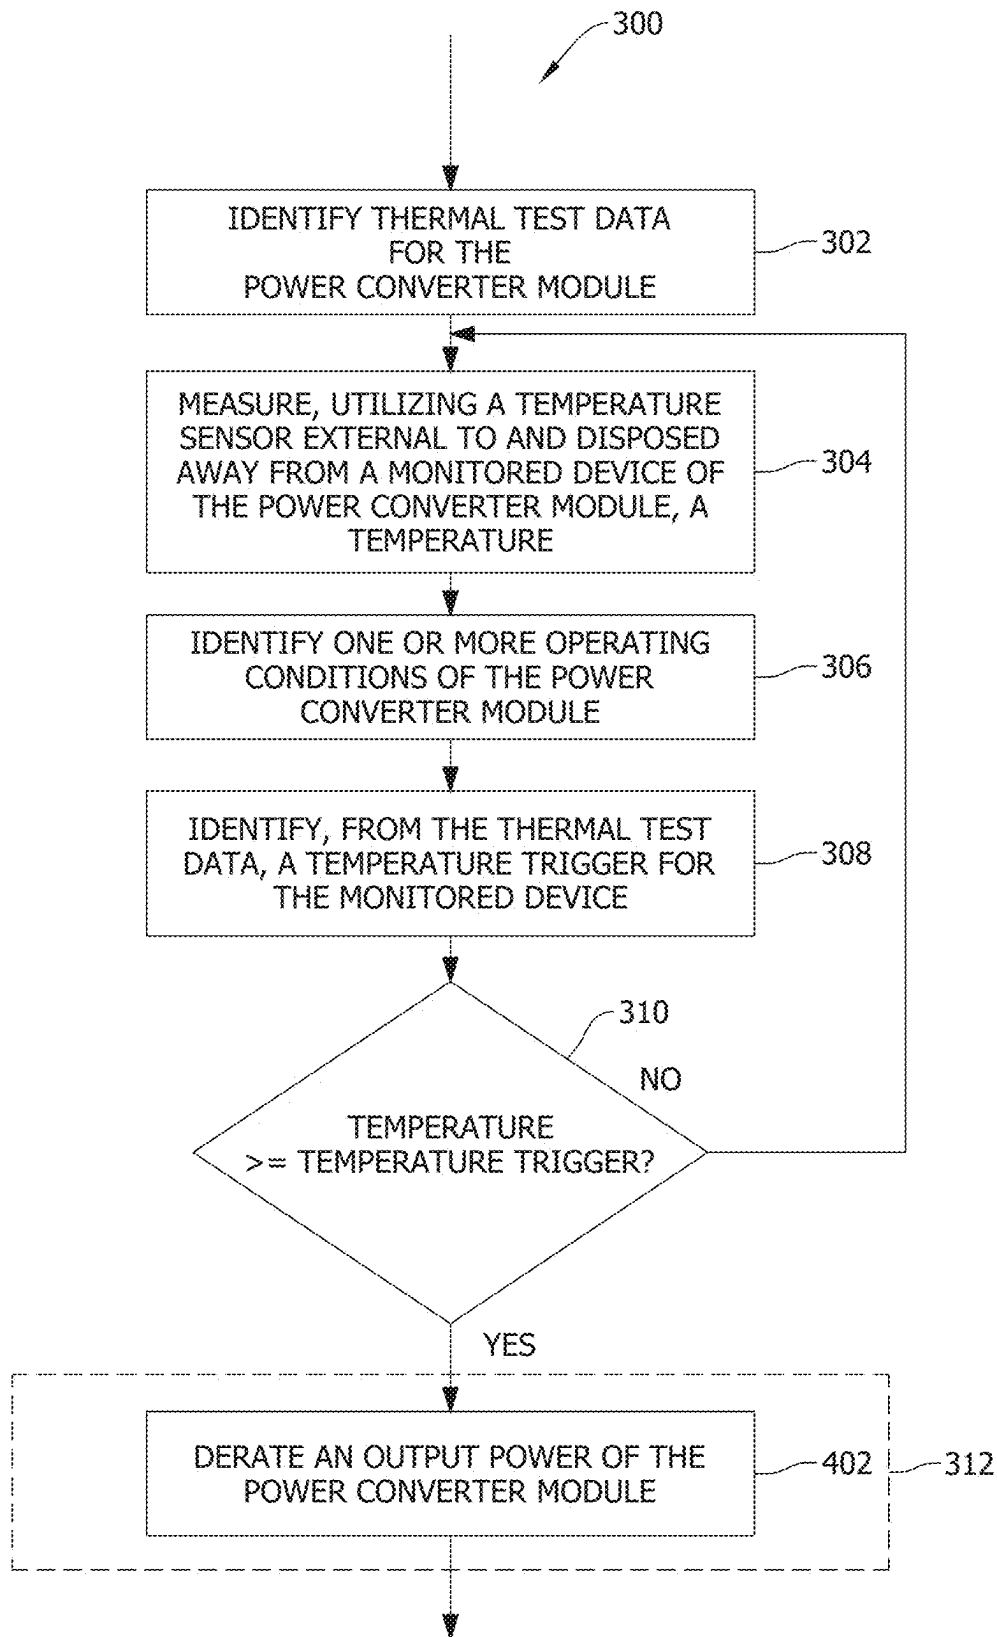 300
IDENTIFY THERMAL TEST DATA
FOR THE
POWER CONVERTER MODULE
302
MEASURE, UTILIZING A TEMPERATURE
SENSOR EXTERNAL TO AND DISPOSED
AWAY FROM A MONITORED DEVICE OF
THE POWER CONVERTER MODULE, A
TEMPERATURE
304
IDENTIFY ONE OR MORE OPERATING
CONDITIONS OF THE POWER
CONVERTER MODULE
306
IDENTIFY, FROM THE THERMAL TEST
DATA, A TEMPERATURE TRIGGER FOR
THE MONITORED DEVICE
308
310
NO
TEMPERATURE
>= TEMPERATURE TRIGGER?
YES
DERATE AN OUTPUT POWER OF THE
POWER CONVERTER MODULE
402
312